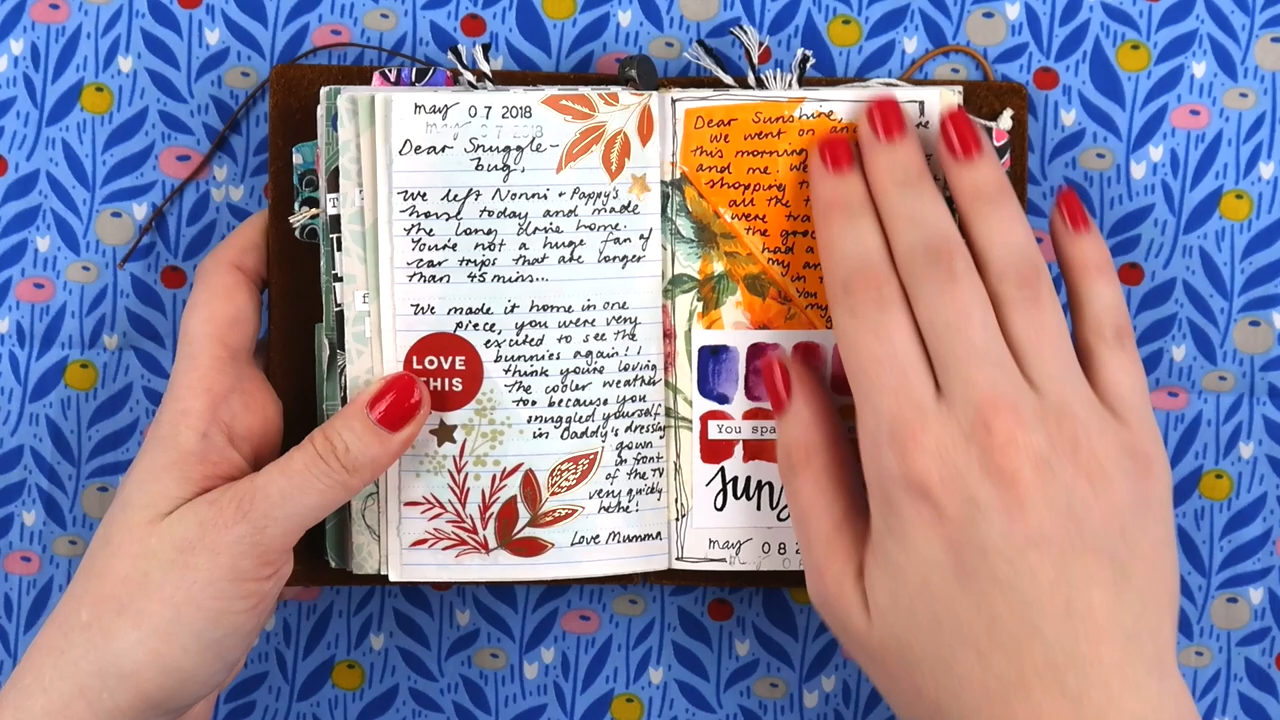 may 07 2018
may 07 2018
Dear Snuggle-
bug,
We left Nonni + Pappy's
house today and made
the long drive home.
You're not a huge fan of
car trips that are longer
than 45 mins...
We made it home in one
piece, you were very
excited to see the
bunnies again! I
think you're loving
the cooler weather
too because you
snuggled yourself
in Daddy's dressing
gown
in front
of the TV
very quickly
hehe!
Love Mumma
LOVE
THIS
Dear Sunshine,
we went on
this morning
and me. We
shopping
all the
were
the
had a
my
in
You
my
You
may 08